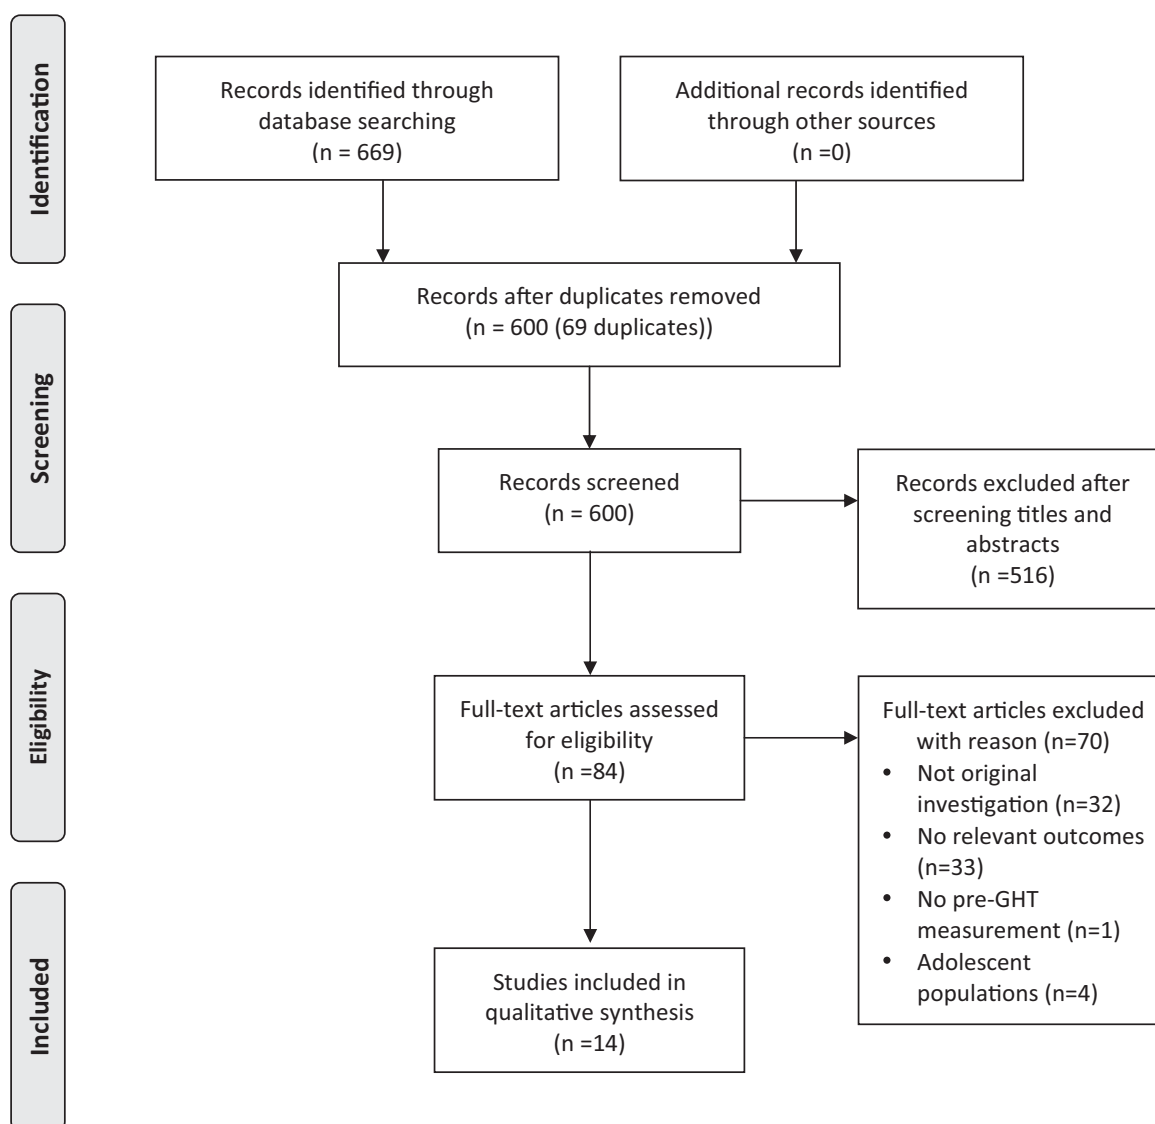 Identification
Records identified through
database searching
(n = 669)
Additional records identified
through other sources
(n =0)
Records after duplicates removed
(n = 600 (69 duplicates))
Screening
Records screened
(n = 600)
Records excluded after
screening titles and
abstracts
(n =516)
Eligibility
Full-text articles assessed
for eligibility
(n =84)
Full-text articles excluded
with reason (n=70)
• Not original
investigation (n=32)
• No relevant outcomes
(n=33)
• No pre-GHT
measurement (n=1)
• Adolescent
populations (n=4)
Included
Studies included in
qualitative synthesis
(n =14)